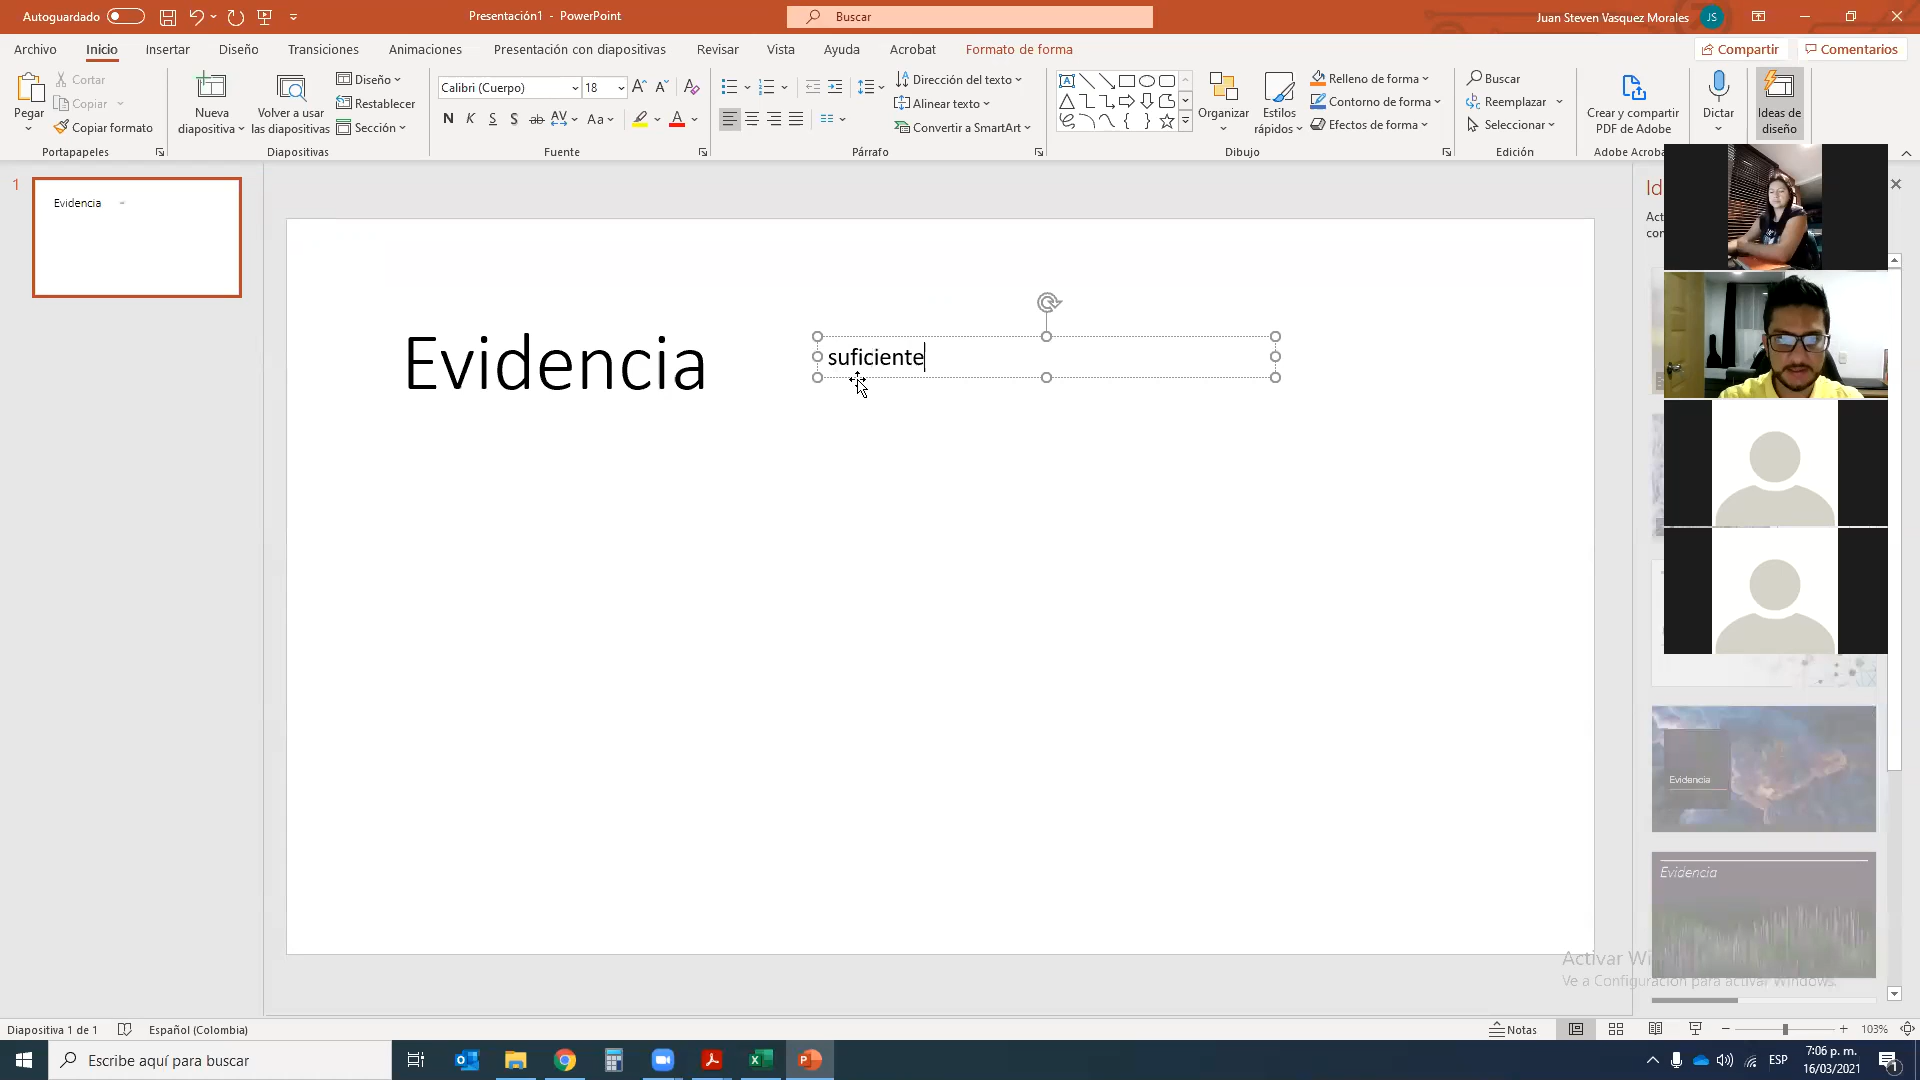 Autoguardado
Presentación1 - PowerPoint
Buscar
Juan Steven Vasquez Morales
JS
Archivo Inicio Insertar Diseño Transiciones Animaciones Presentación con diapositivas Revisar Vista Ayuda Acrobat Formato de forma
Compartir
Comentarios
Pegar
Cortar
Copiar
Copiar formato
Portapapeles
Nueva
diapositiva
Volver a usar
las diapositivas
Diseño
Restablecer
Sección
Diapositivas
Calibri (Cuerpo) 18
N K S S ab AV Aa A
Fuente
Dirección del texto
Alinear texto
Convertir a SmartArt
Párrafo
Organizar
Estilos
rápidos
Relleno de forma
Contorno de forma
Efectos de forma
Dibujo
Buscar
Reemplazar
Seleccionar
Edición
Crear y compartir
PDF de Adobe
Dictar
Ideas de
diseño
1
Evidencia
Evidencia
suficiente
Evidencia
Evidencia
Ve a Configuración para activar Windows.
Diapositiva 1 de 1
Español (Colombia)
Notas
103%
Escribe aquí para buscar
ESP
7:06 p. m.
16/03/2021
1